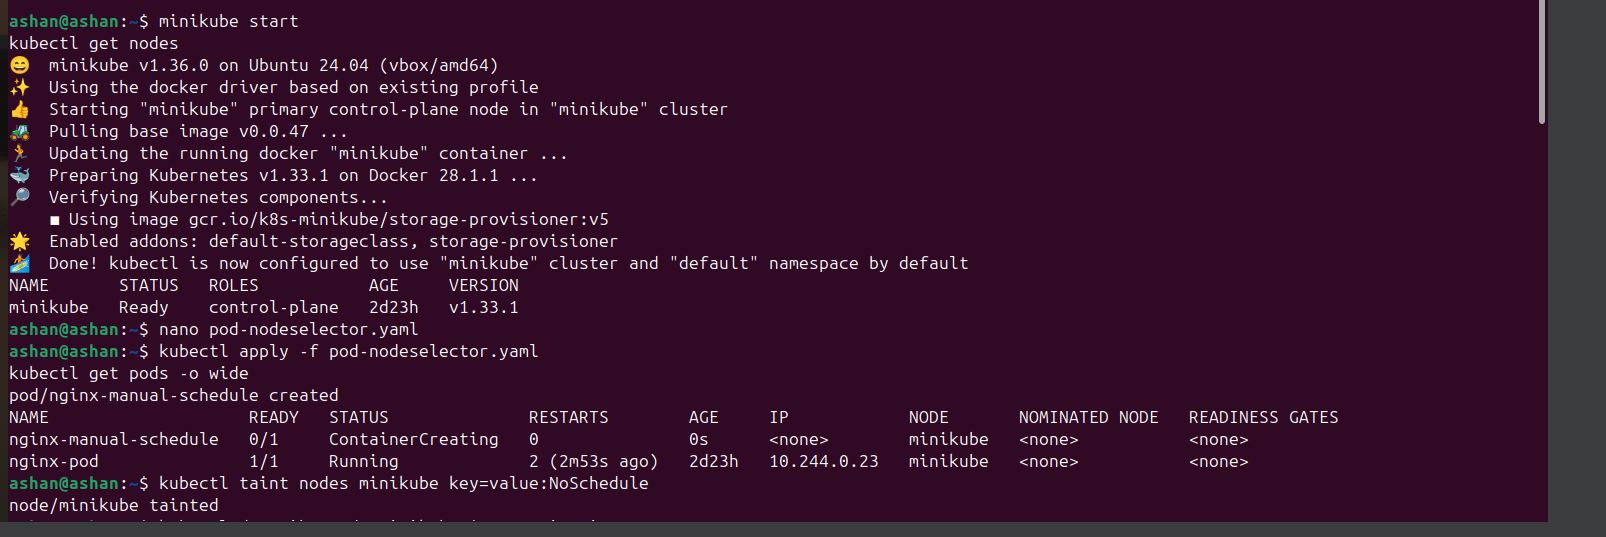 ashan@ashan:~$ minikube start
kubectl get nodes
😄  minikube v1.36.0 on Ubuntu 24.04 (vbox/amd64)
✨  Using the docker driver based on existing profile
👍  Starting "minikube" primary control-plane node in "minikube" cluster
🚜  Pulling base image v0.0.47 ...
🏃  Updating the running docker "minikube" container ...
🐳  Preparing Kubernetes v1.33.1 on Docker 28.1.1 ...
🔎  Verifying Kubernetes components...
    ▪ Using image gcr.io/k8s-minikube/storage-provisioner:v5
🌟  Enabled addons: default-storageclass, storage-provisioner
🏄  Done! kubectl is now configured to use "minikube" cluster and "default" namespace by default
NAME       STATUS   ROLES           AGE     VERSION
minikube   Ready    control-plane   2d23h   v1.33.1
ashan@ashan:~$ nano pod-nodeselector.yaml
ashan@ashan:~$ kubectl apply -f pod-nodeselector.yaml
kubectl get pods -o wide
pod/nginx-manual-schedule created
NAME                    READY   STATUS              RESTARTS        AGE     IP            NODE       NOMINATED NODE   READINESS GATES
nginx-manual-schedule   0/1     ContainerCreating   0               0s      <none>        minikube   <none>           <none>
nginx-pod               1/1     Running             2 (2m53s ago)   2d23h   10.244.0.23   minikube   <none>           <none>
ashan@ashan:~$ kubectl taint nodes minikube key=value:NoSchedule
node/minikube tainted